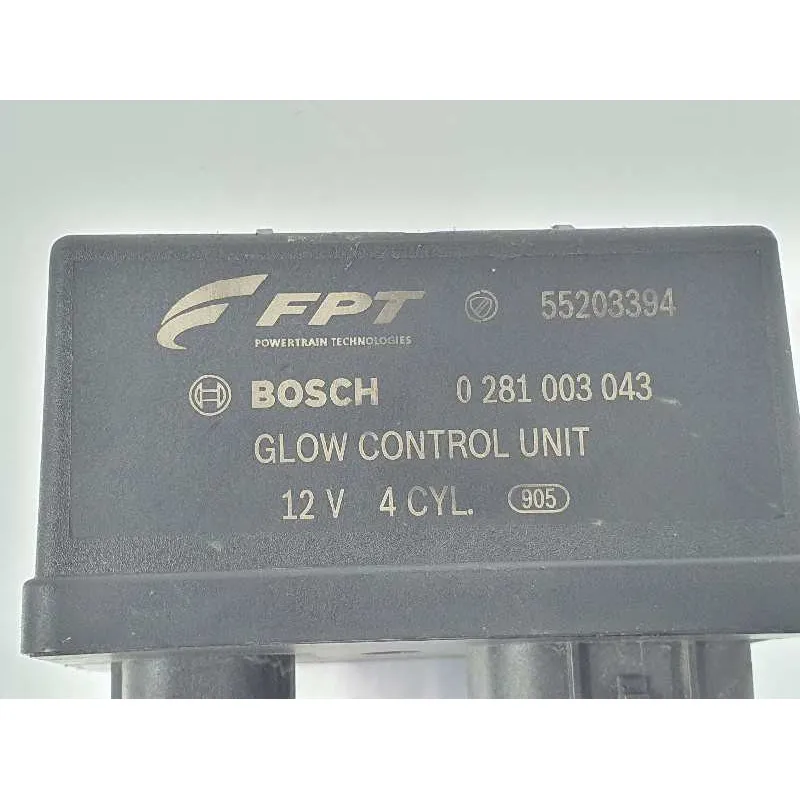 FPT 55203394
POWERTRAIN TECHNOLOGIES
BOSCH 0 281 003 043
GLOW CONTROL UNIT
12 V 4 CYL. 905